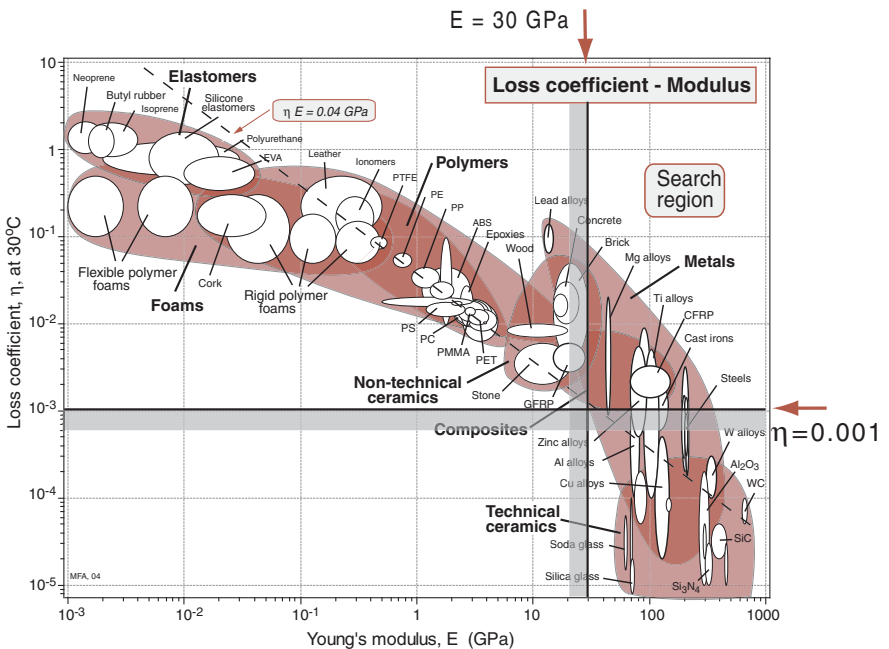 E = 30 GPa
Loss coefficient - Modulus
10
Neoprene
Elastomers
Butyl rubber
Silicone
elastomers
Isoprene
η E = 0.04 GPa
Polyurethane
1
EVA
Leather
Ionomers
Polymers
PTFE
PE
PP
Search
region
Lead alloys
Concrete
ABS
Epoxies
Wood
Brick
Mg alloys
Metals
10⁻¹
Flexible polymer
foams
Cork
Foams
Rigid polymer
foams
Ti alloys
CFRP
Cast irons
10⁻²
PS
PC
PMMA
PET
Non-technical
ceramics
Stone
GFRP
Steels
10⁻³
η=0.001
Composites
Zinc alloys
W alloys
Al alloys
Al₂O₃
Cu alloys
WC
10⁻⁴
Technical
ceramics
Soda glass
SiC
Silica glass
Si₃N₄
MFA, 04
10⁻⁵
Loss coefficient, η, at 30°C
10⁻³
10⁻²
10⁻¹
1
10
100
1000
Young's modulus, E (GPa)